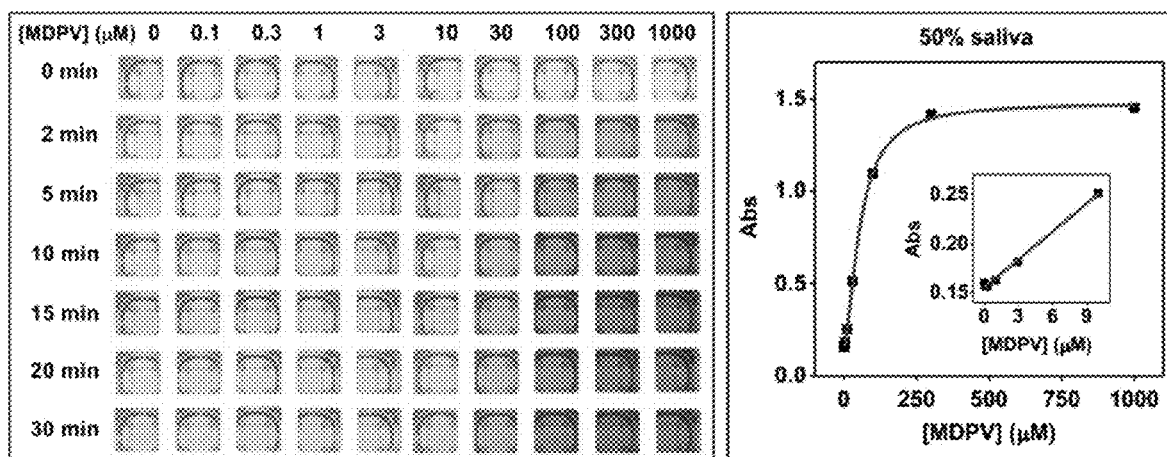 [MDPV] (μM) 0 0.1 0.3 1 3 10 30 100 300 1000
0 min
2 min
5 min
10 min
15 min
20 min
30 min
50% saliva
1.5
1.0
0.5
0.0
Abs
0 250 500 750 1000
[MDPV] (μM)
0.25
0.20
0.15
Abs
0 3 6 9
[MDPV] (μM)